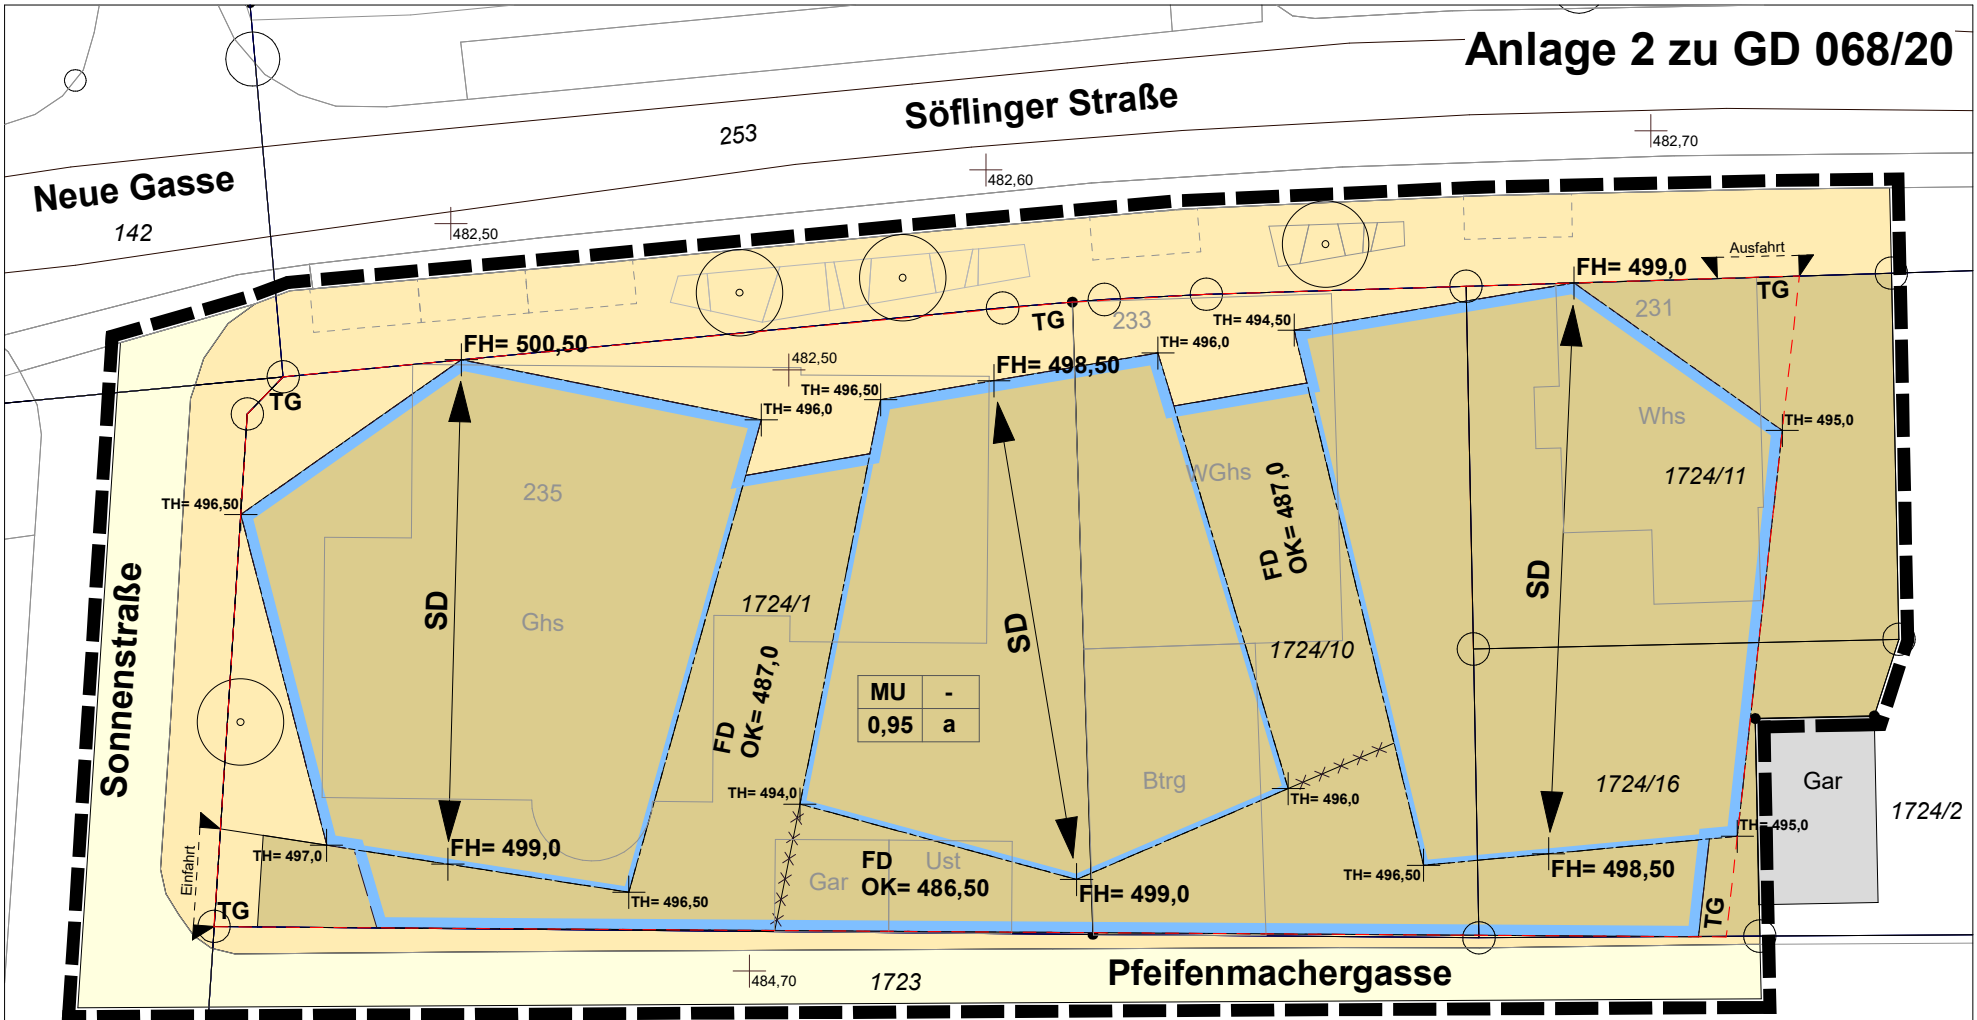 Anlage 2 zu GD 068/20
Söflinger Straße
253
482,70
482,60
Neue Gasse
142
482,50
Ausfahrt
FH= 499,0
TG
231
TG
233
TH= 494,50
FH= 500,50
482,50
TH= 496,0
FH= 498,50
TH= 496,50
TG
TH= 496,0
TH= 495,0
Whs
1724/11
WGhs
FD
OK= 487,0
235
TH= 496,50
SD
SD
SD
Sonnenstraße
Ghs
1724/1
1724/10
FD
OK= 487,0
MU -
0,95 a
Btrg
1724/16
Gar
1724/2
TH= 494,0
TH= 496,0
TH= 495,0
Einfahrt
TH= 497,0
FH= 499,0
FD
OK= 486,50
Ust
Gar
FH= 499,0
TH= 496,50
FH= 498,50
TH= 496,50
TG
TG
Pfeifenmachergasse
484,70
1723